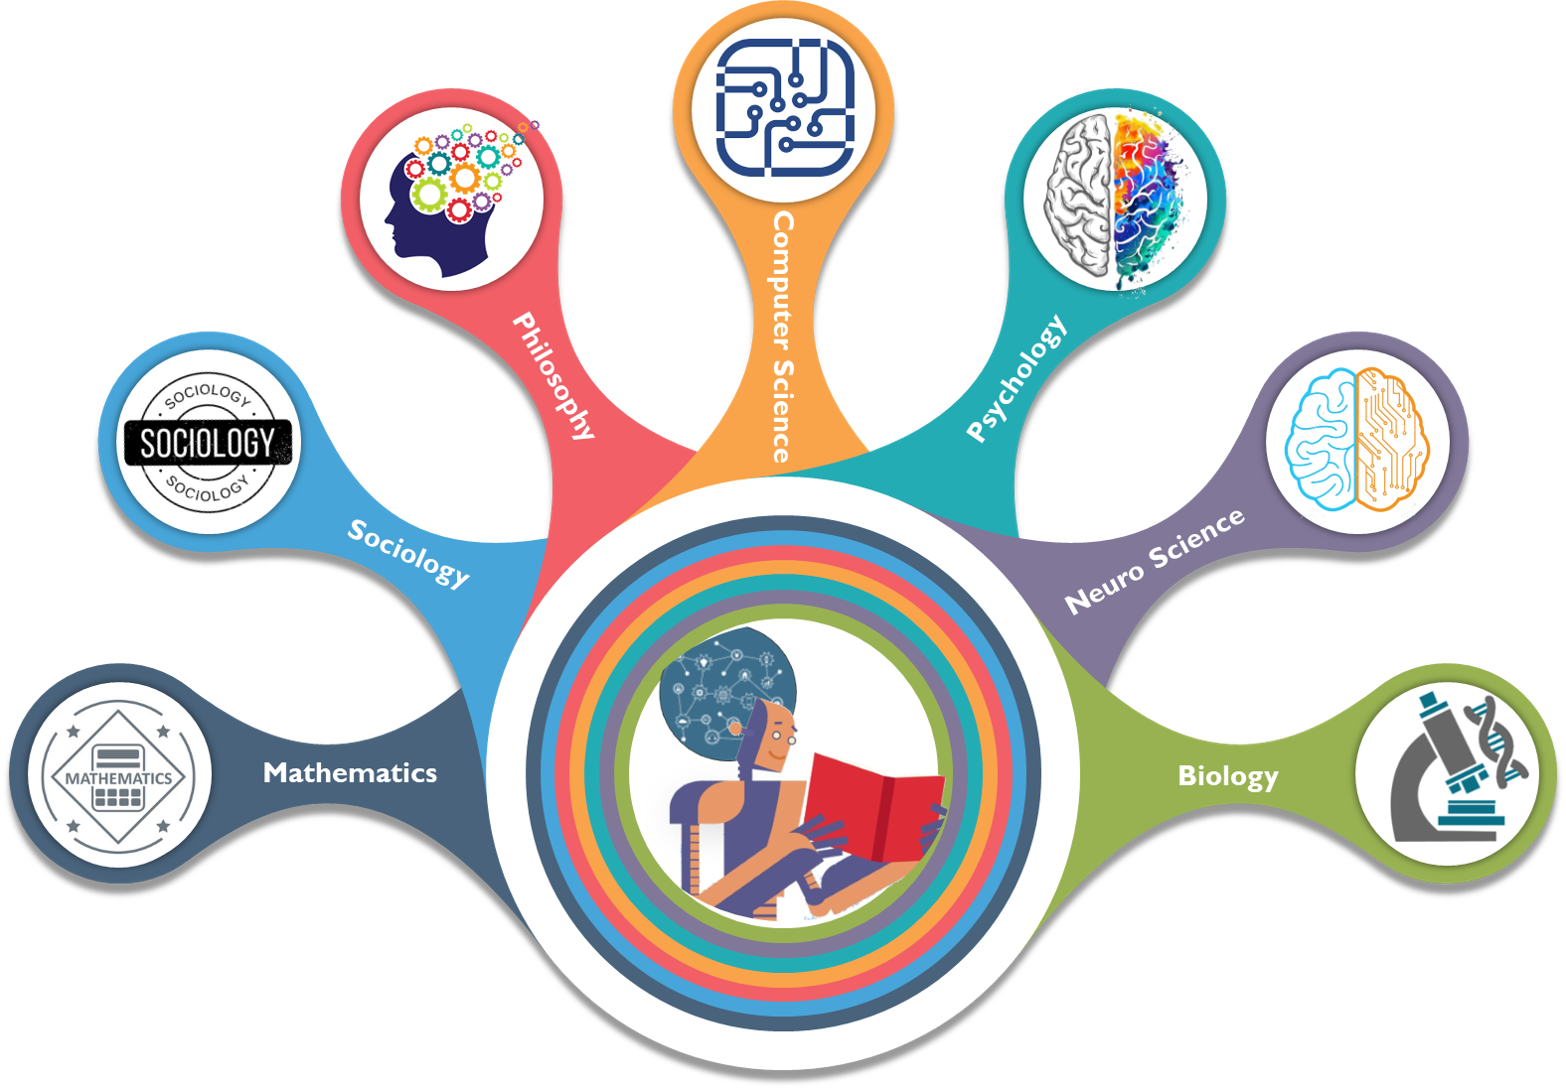 Computer Science
Philosophy
Psychology
SOCIOLOGY
SOCIOLOGY
SOCIOLOGY
Sociology
Neuro Science
MATHEMATICS
Mathematics
Biology